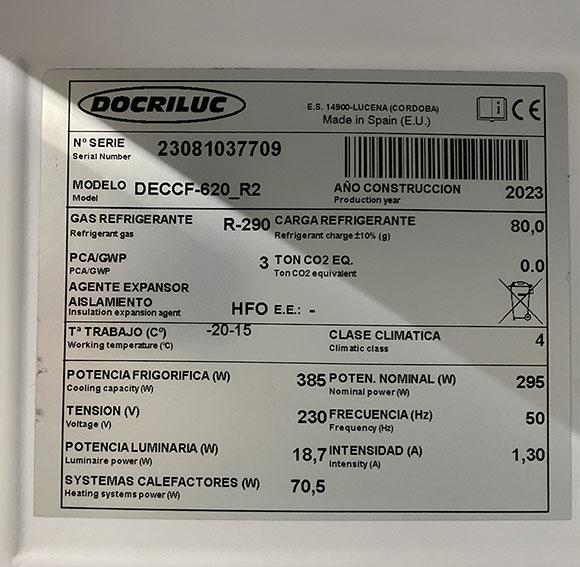 DOCRILUC
E.S. 14900-LUCENA (CORDOBA)
Made in Spain (E.U.)
i CE
Nº SERIE 23081037709
Serial Number
MODELO DECCF-620_R2 AÑO CONSTRUCCION 2023
Model Production year
GAS REFRIGERANTE R-290 CARGA REFRIGERANTE 80,0
Refrigerant gas Refrigerant charge ±10% (g)
PCA/GWP 3 TON CO2 EQ. 0.0
PCA/GWP Ton CO2 equivalent
AGENTE EXPANSOR
AISLAMIENTO HFO E.E.: -
Insulation expansion agent
Tª TRABAJO (Cº) -20-15 CLASE CLIMATICA 4
Working temperature (ºC) Climatic class
POTENCIA FRIGORIFICA (W) 385 POTEN. NOMINAL (W) 295
Cooling capacity (W) Nominal power (W)
TENSION (V) 230 FRECUENCIA (Hz) 50
Voltage (V) Frequency (Hz)
POTENCIA LUMINARIA (W) 18,7 INTENSIDAD (A) 1,30
Luminaire power (W) Intensity (A)
SYSTEMAS CALEFACTORES (W) 70,5
Heating systems power (W)